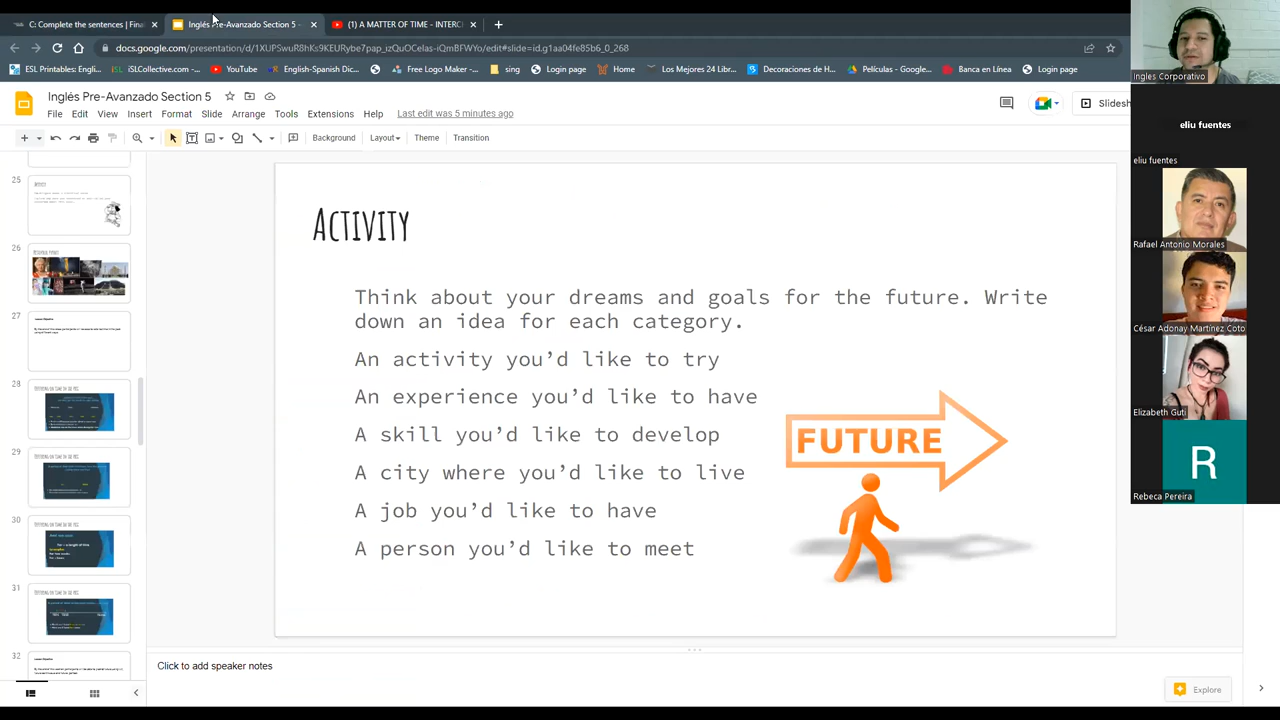 C: Complete the sentences | Fina
Inglés Pre-Avanzado Section 5 -
(1) A MATTER OF TIME - INTERC
docs.google.com/presentation/d/1XUPSwuR8hKs9KEURybe7pap_izQuOCelas-iQmBFWYo/edit#slide=id.g1aa04fe85b6_0_268
ESL Printables: Engli...
iSLCollective.com -...
YouTube
English-Spanish Dic...
Free Logo Maker -...
sing
Login page
Home
Los Mejores 24 Libr...
Decoraciones de H...
Películas - Google...
Banca en Línea
Login page
Inglés Pre-Avanzado Section 5
File Edit View Insert Format Slide Arrange Tools Extensions Help
Last edit was 5 minutes ago
Slidesh
Background
Layout
Theme
Transition
25
26
27
28
29
30
31
32
ACTIVITY
Think about your dreams and goals for the future. Write
down an idea for each category.
An activity you’d like to try
An experience you’d like to have
A skill you’d like to develop
A city where you’d like to live
A job you’d like to have
A person you’d like to meet
FUTURE
Click to add speaker notes
Explore
Ingles Corporativo
eliu fuentes
eliu fuentes
Rafael Antonio Morales
César Adonay Martínez Coto
Elizabeth Guti
R
Rebeca Pereira